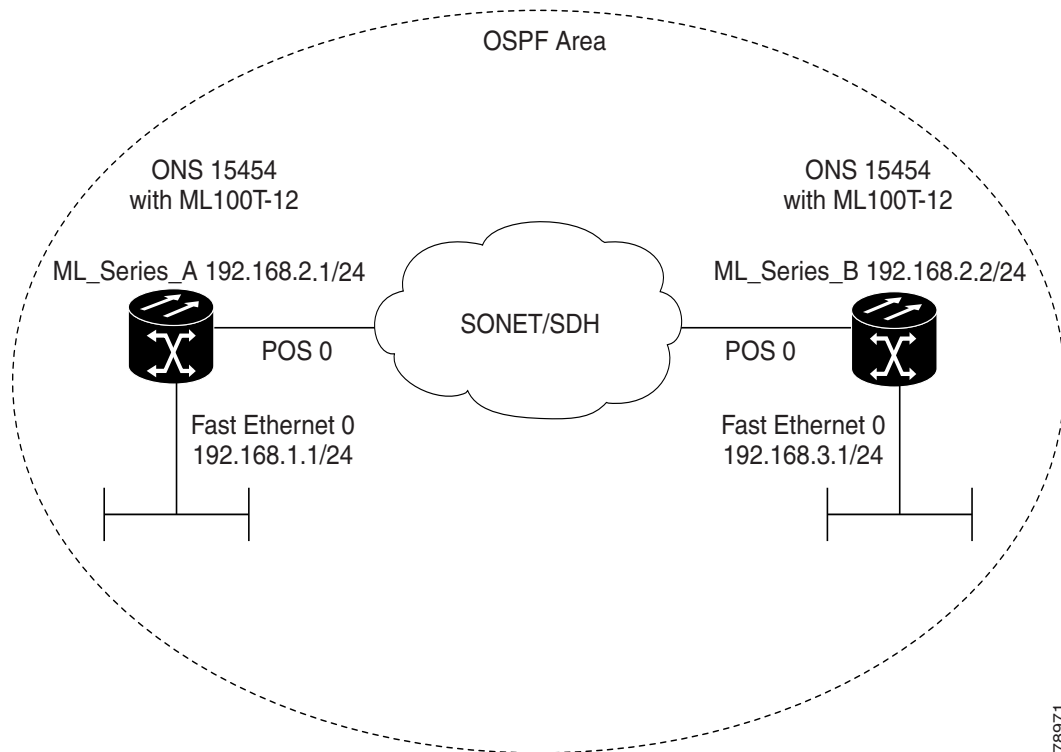 OSPF Area
ONS 15454
with ML100T-12
ONS 15454
with ML100T-12
ML_Series_A 192.168.2.1/24
ML_Series_B 192.168.2.2/24
SONET/SDH
POS 0
POS 0
Fast Ethernet 0
192.168.1.1/24
Fast Ethernet 0
192.168.3.1/24
78971